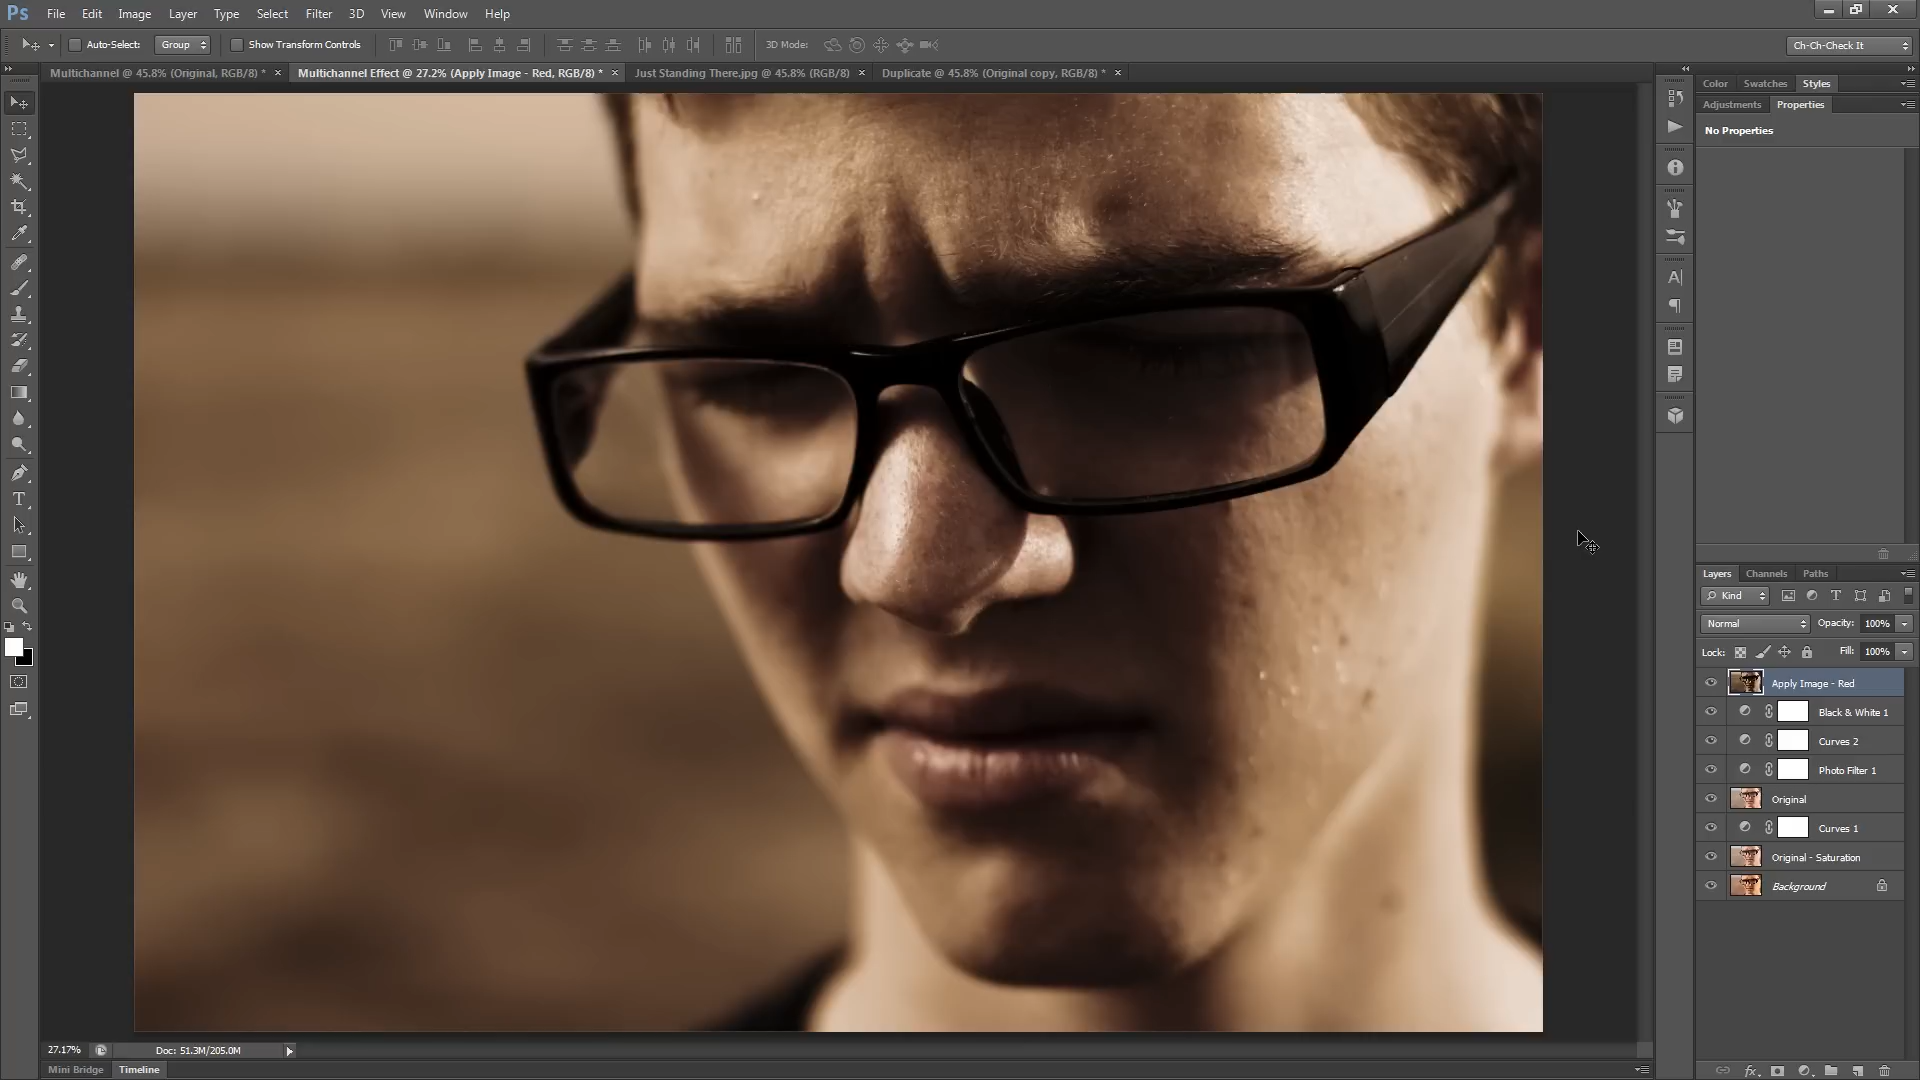 Ps File Edit Image Layer Type Select Filter 3D View Window Help
Auto-Select: Group Show Transform Controls 3D Mode: Ch-Ch-Check It
Multichannel @ 45.8% (Original, RGB/8) * × Multichannel Effect @ 27.2% (Apply Image - Red, RGB/8) * × Just Standing There.jpg @ 45.8% (RGB/8) × Duplicate @ 45.8% (Original copy, RGB/8) * ×
Color Swatches Styles
Adjustments Properties
No Properties
Layers Channels Paths
Kind
Normal Opacity: 100%
Lock: Fill: 100%
Apply Image - Red
Black & White 1
Curves 2
Photo Filter 1
Original
Curves 1
Original - Saturation
Background
27.17% Doc: 51.3M/205.0M
Mini Bridge Timeline